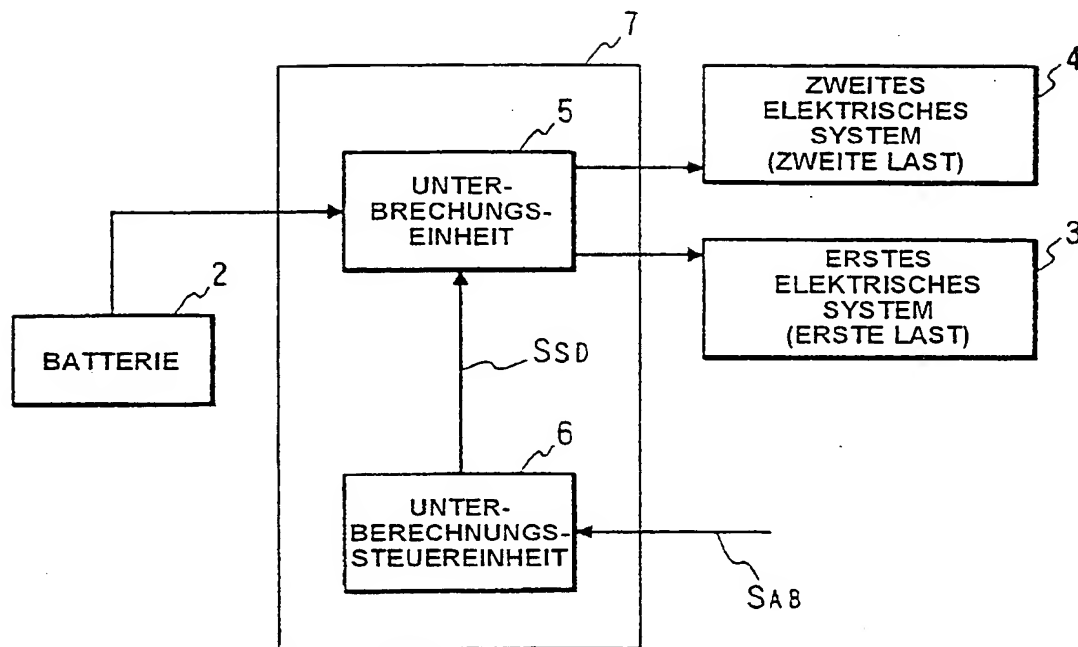 7
4
ZWEITES
ELEKTRISCHES
SYSTEM
(ZWEITE LAST)
5
UNTER-
BRECHUNGS-
EINHEIT
3
ERSTES
ELEKTRISCHES
SYSTEM
(ERSTE LAST)
2
BATTERIE
SSD
6
UNTER-
BERECHNUNGS-
STEUEREINHEIT
SAB